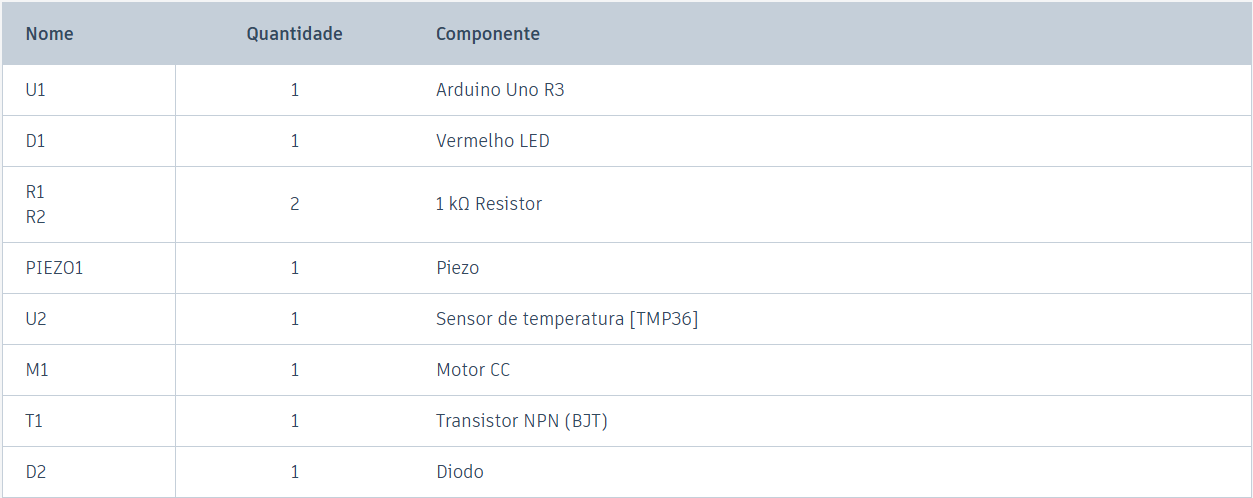 Nome Quantidade Componente
U1 1 Arduino Uno R3
D1 1 Vermelho LED
R1
R2 2 1 kΩ Resistor
PIEZO1 1 Piezo
U2 1 Sensor de temperatura [TMP36]
M1 1 Motor CC
T1 1 Transistor NPN (BJT)
D2 1 Diodo